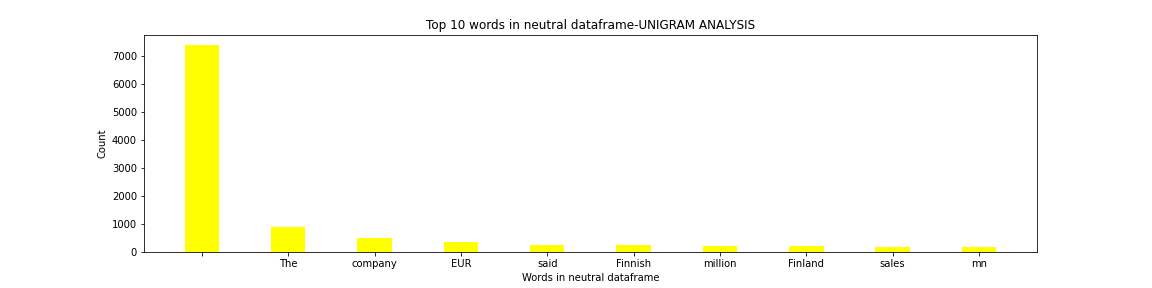 Top 10 words in neutral dataframe-UNIGRAM ANALYSIS
7000
6000
5000
4000
3000
2000
1000
0
Count
The company EUR said Finnish million Finland sales mn
Words in neutral dataframe